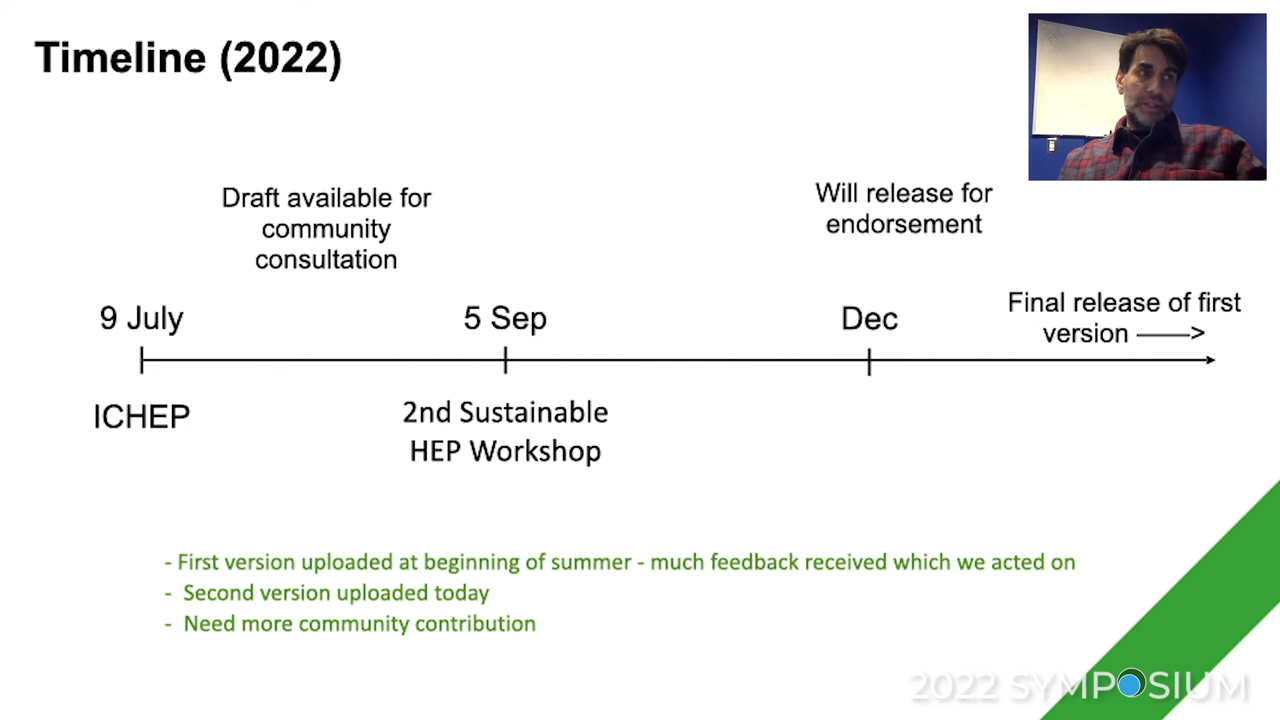 Timeline (2022)
Draft available for
community
consultation
Will release for
endorsement
9 July
5 Sep
Dec
Final release of first
version ——>
ICHEP
2nd Sustainable
HEP Workshop
- First version uploaded at beginning of summer - much feedback received which we acted on
- Second version uploaded today
- Need more community contribution
2022 SYMPOSIUM